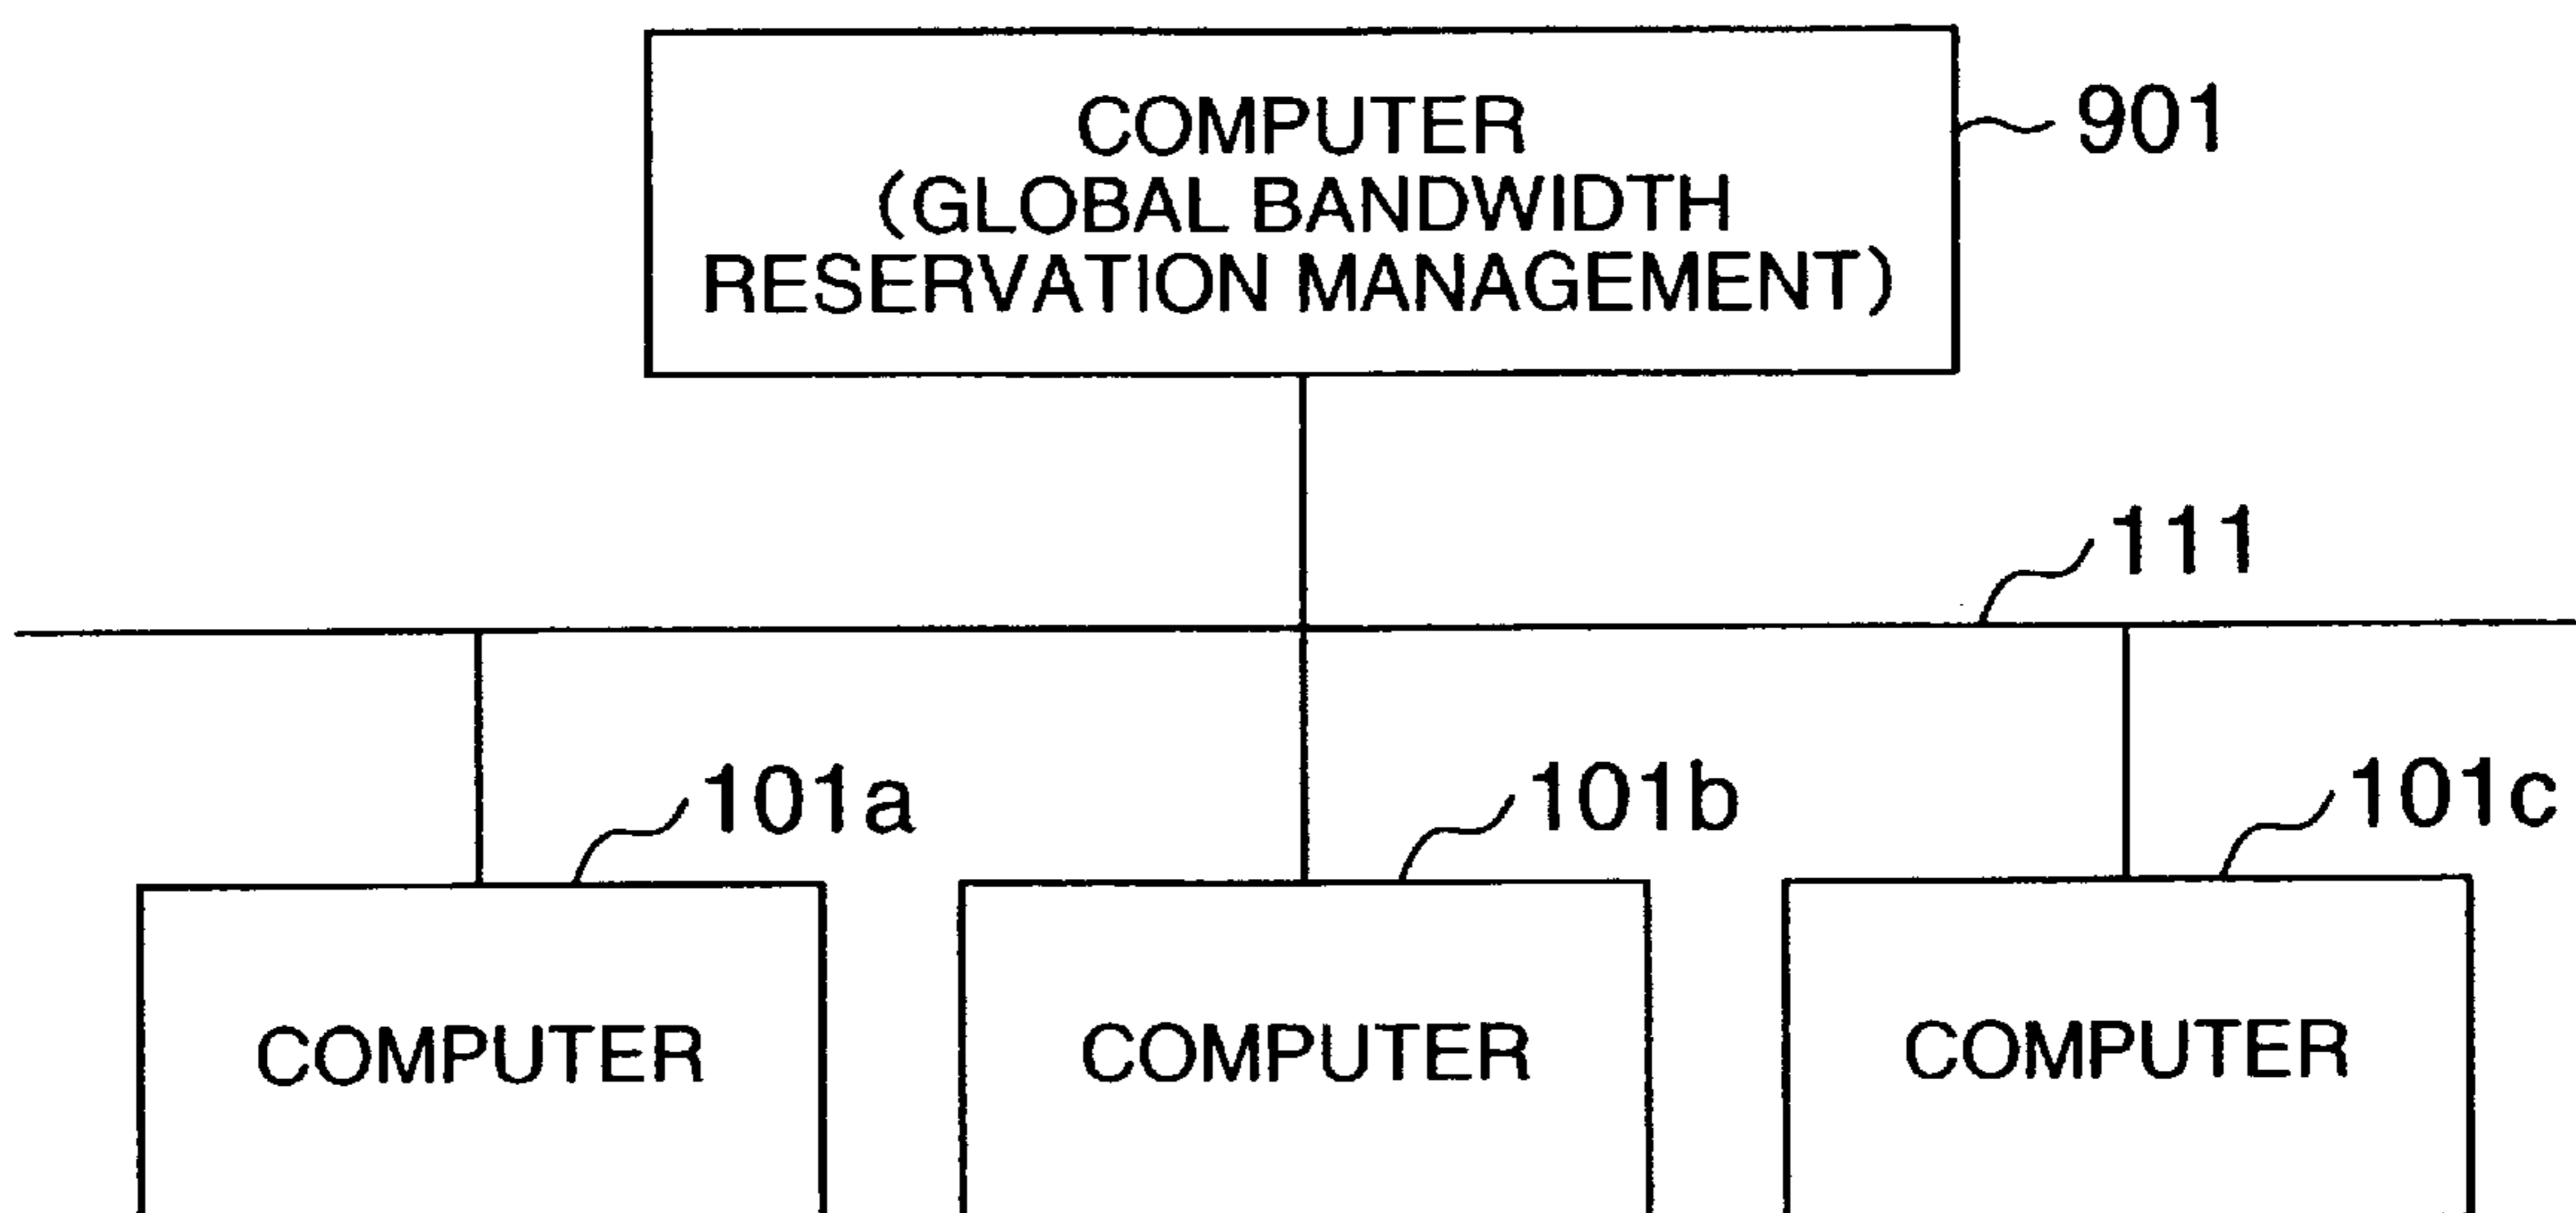 COMPUTER
(GLOBAL BANDWIDTH
RESERVATION MANAGEMENT)
901
111
101a
101b
101c
COMPUTER
COMPUTER
COMPUTER